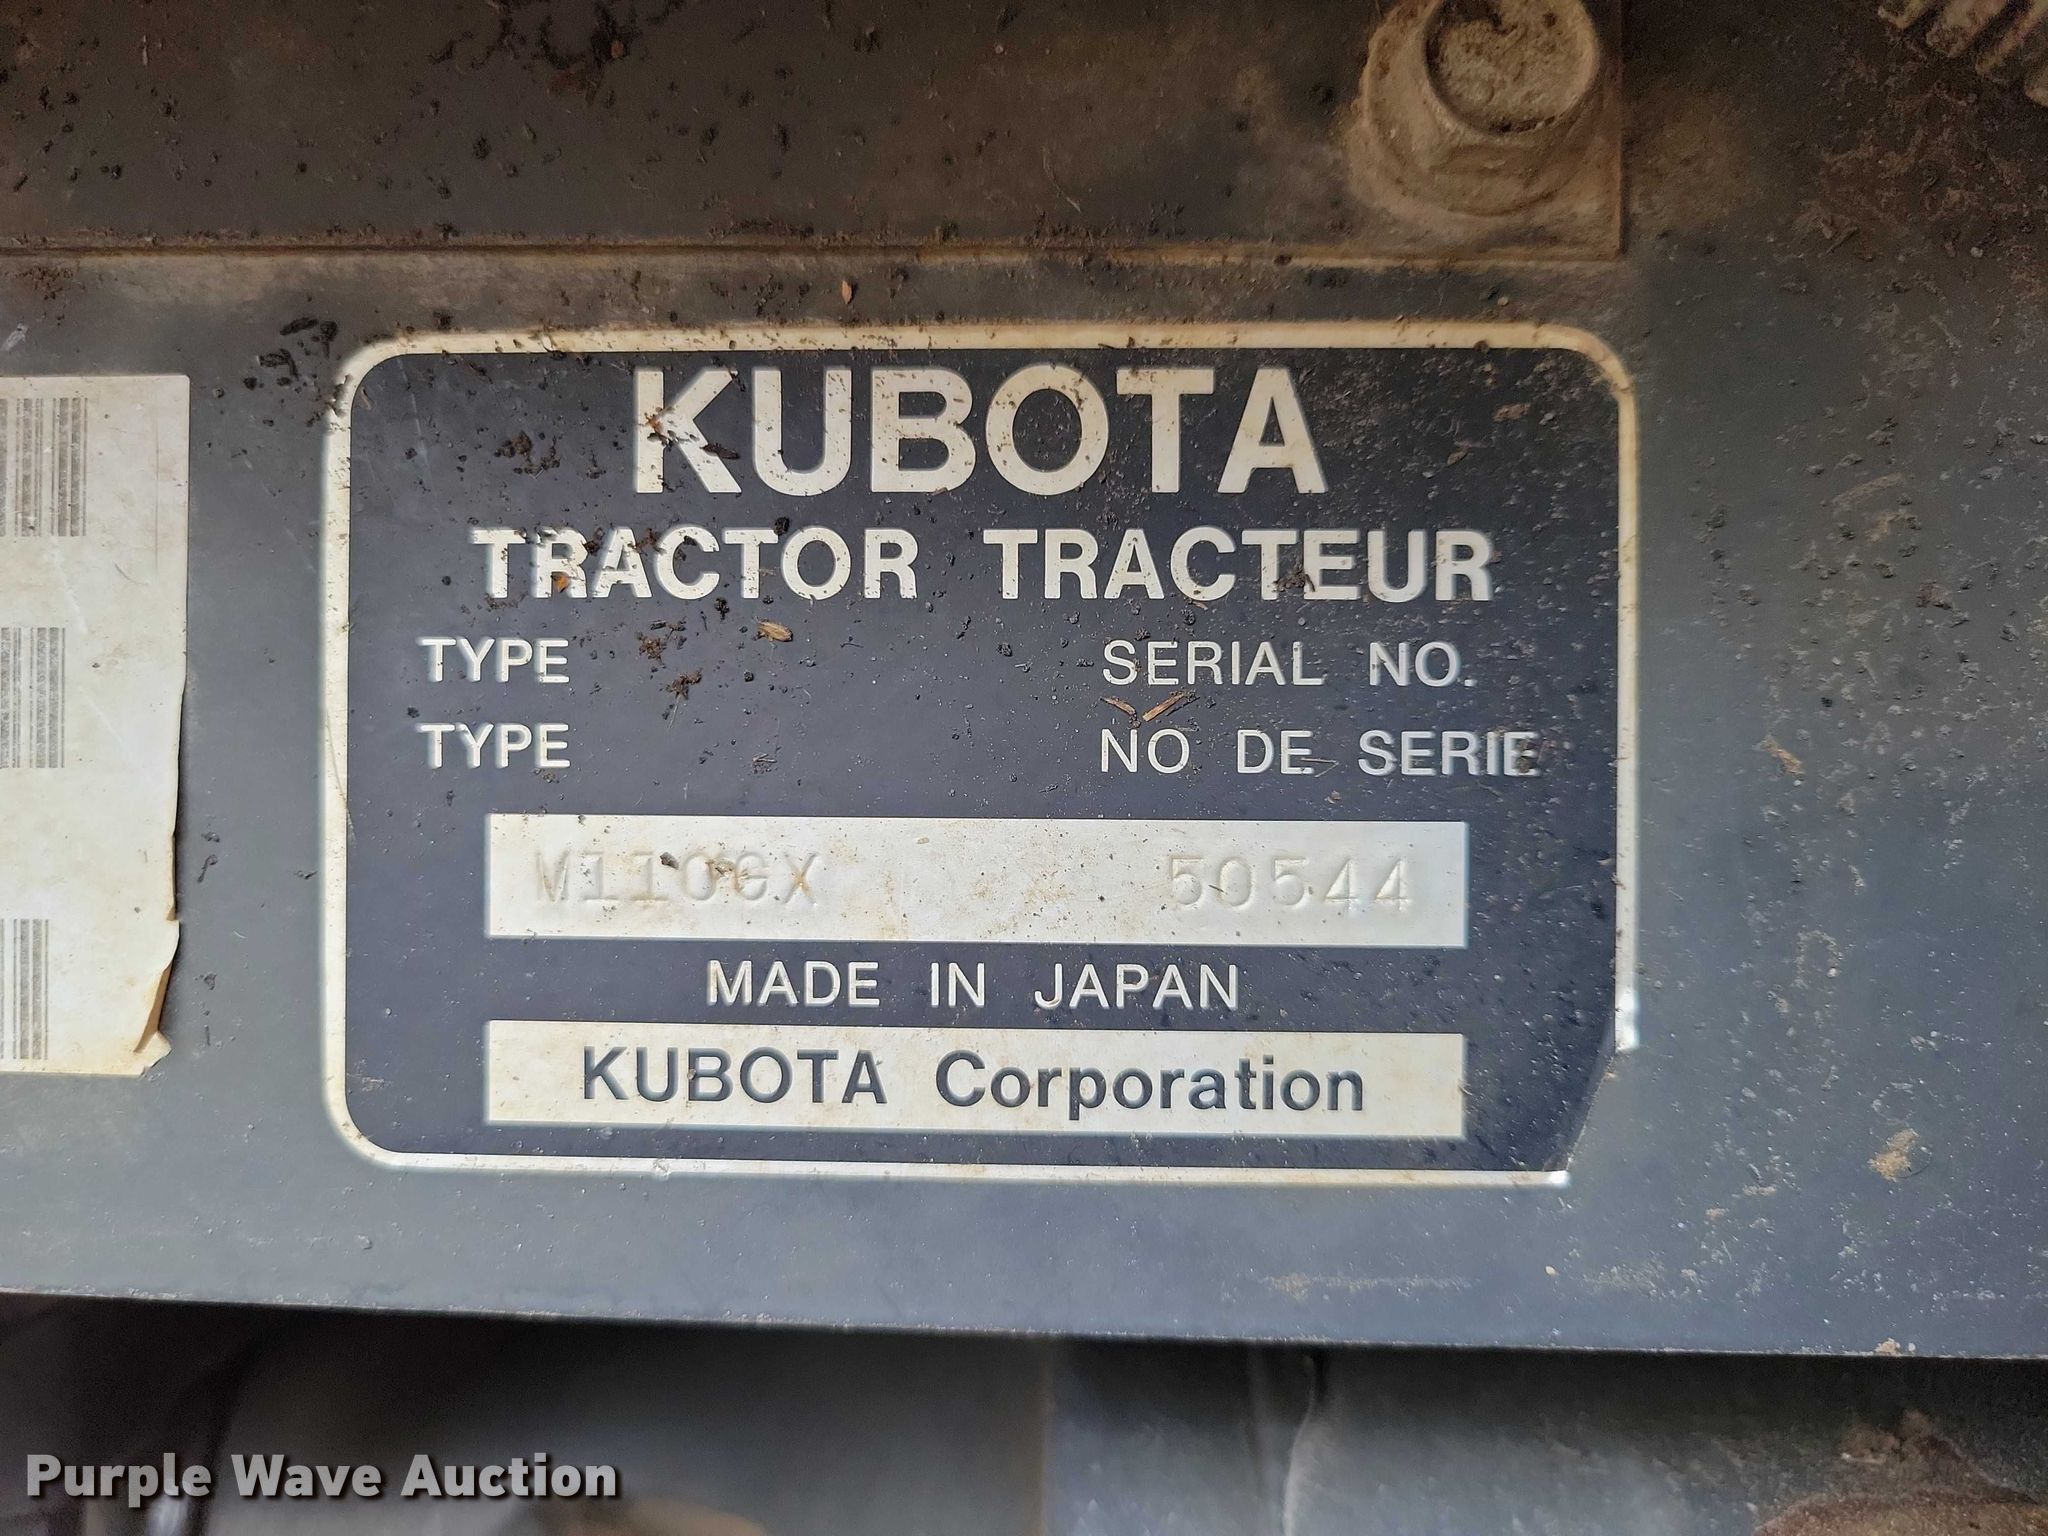 KUBOTA
TRACTOR TRACTEUR
TYPE SERIAL NO.
TYPE NO DE SERIE
M110GX 50544
MADE IN JAPAN
KUBOTA Corporation
Purple Wave Auction